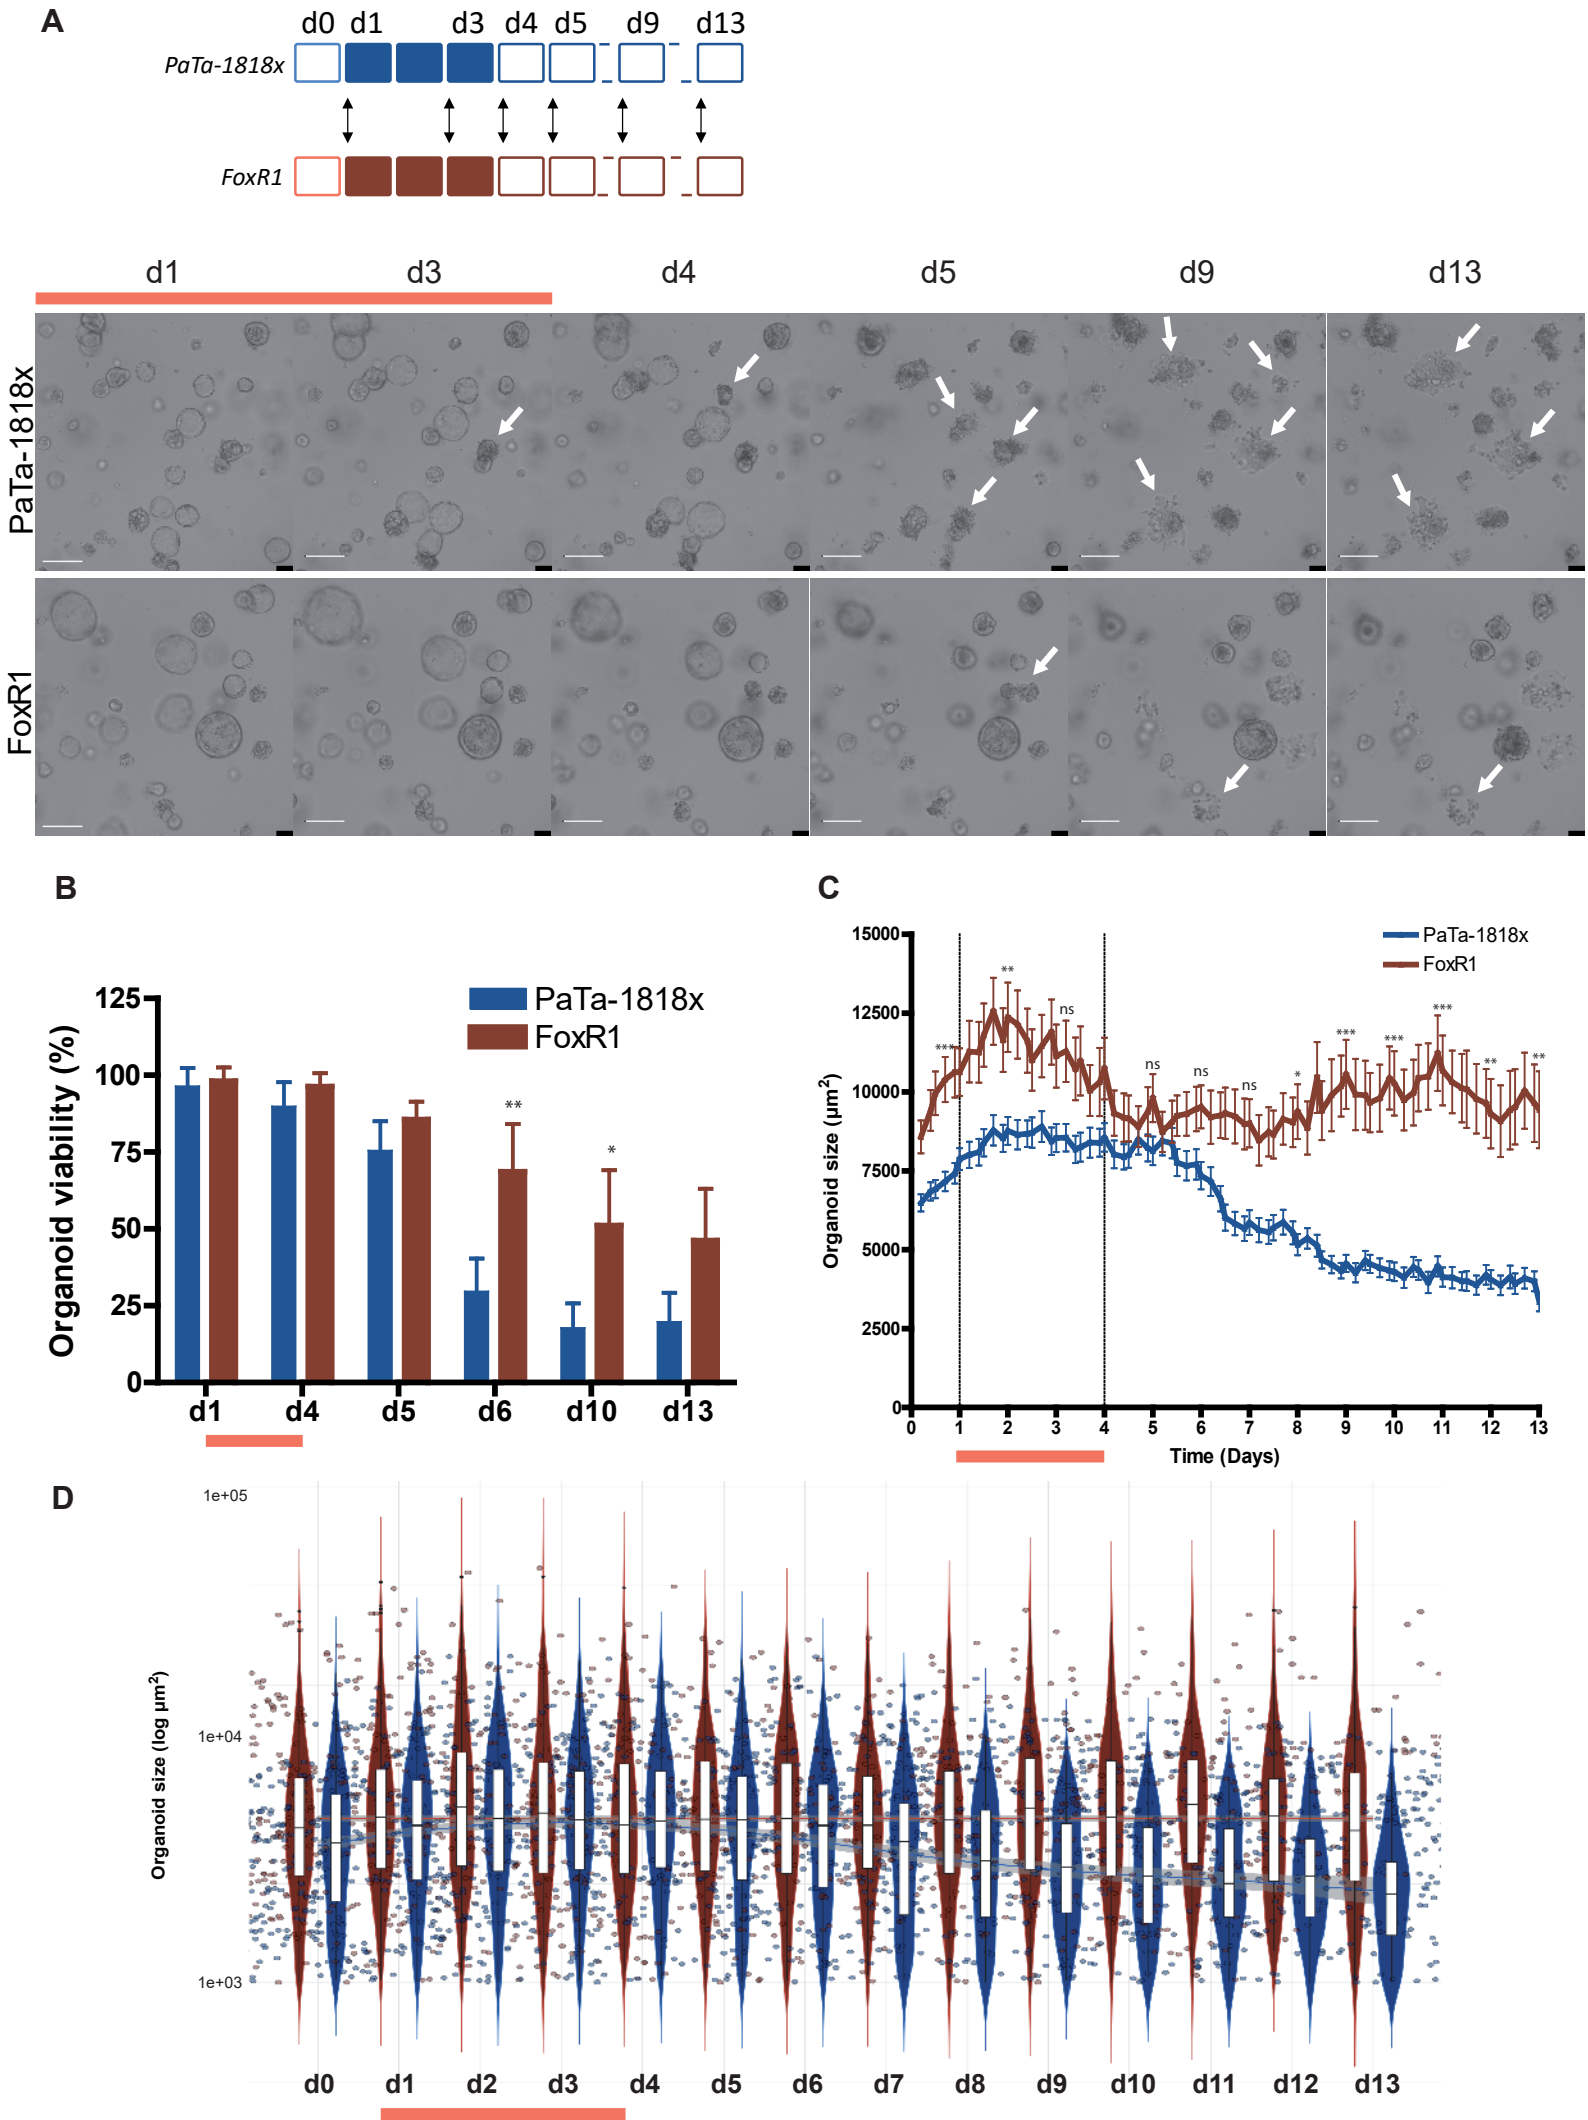 A
d0 d1 d3 d4 d5 d9 d13
PaTa-1818x
FoxR1
d1 d3 d4 d5 d9 d13
PaTa-1818x
FoxR1
B
Organoid viability (%)
125
100
75
50
25
0
PaTa-1818x
FoxR1
**
*
d1 d4 d5 d6 d10 d13
C
Organoid size (µm²)
15000
12500
10000
7500
5000
2500
0
PaTa-1818x
FoxR1
*** ** ns ns ns ns * *** *** *** ** **
0 1 2 3 4 5 6 7 8 9 10 11 12 13
Time (Days)
D
Organoid size (log µm²)
1e+05
1e+04
1e+03
d0 d1 d2 d3 d4 d5 d6 d7 d8 d9 d10 d11 d12 d13